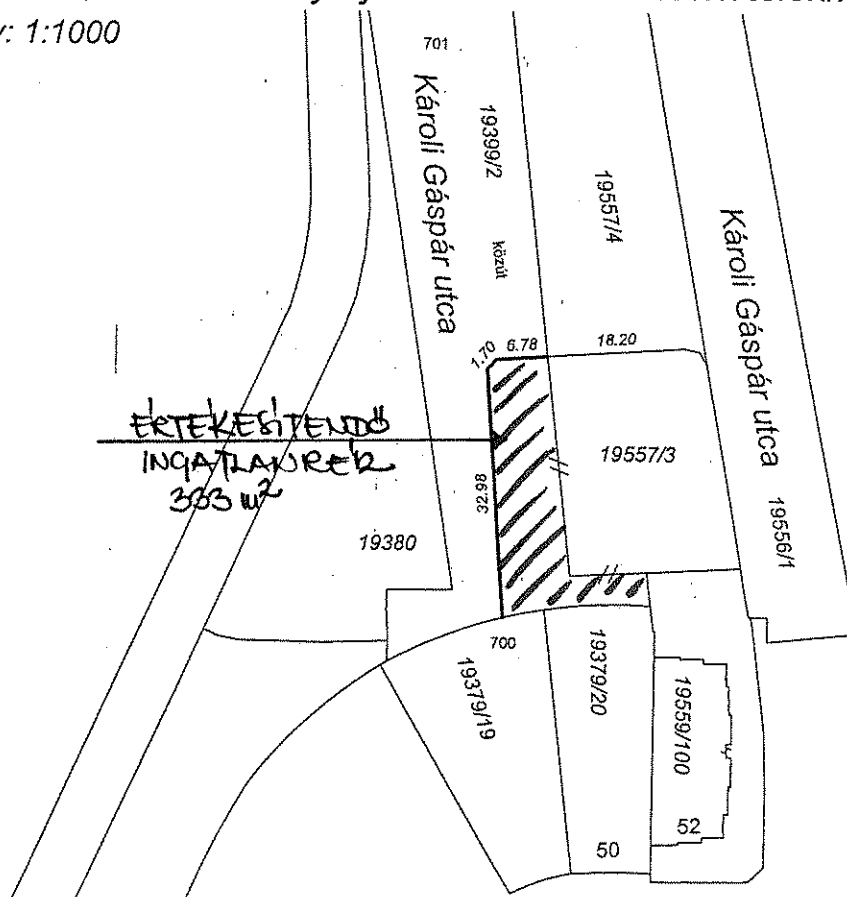 : 1:1000
701
Károli Gáspár utca
19399/2
közút
19557/4
Károli Gáspár utca
1.70
6.78
18.20
ÉRTÉKESÍTENDŐ
INGATLANRÉSZ
333 m²
32.98
19557/3
19556/1
19380
700
19379/19
19379/20
19559/100
52
50